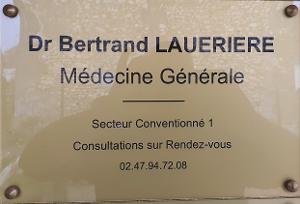 Dr Bertrand LAUERIERE
Médecine Générale
Secteur Conventionné 1
Consultations sur Rendez-vous
02.47.94.72.08